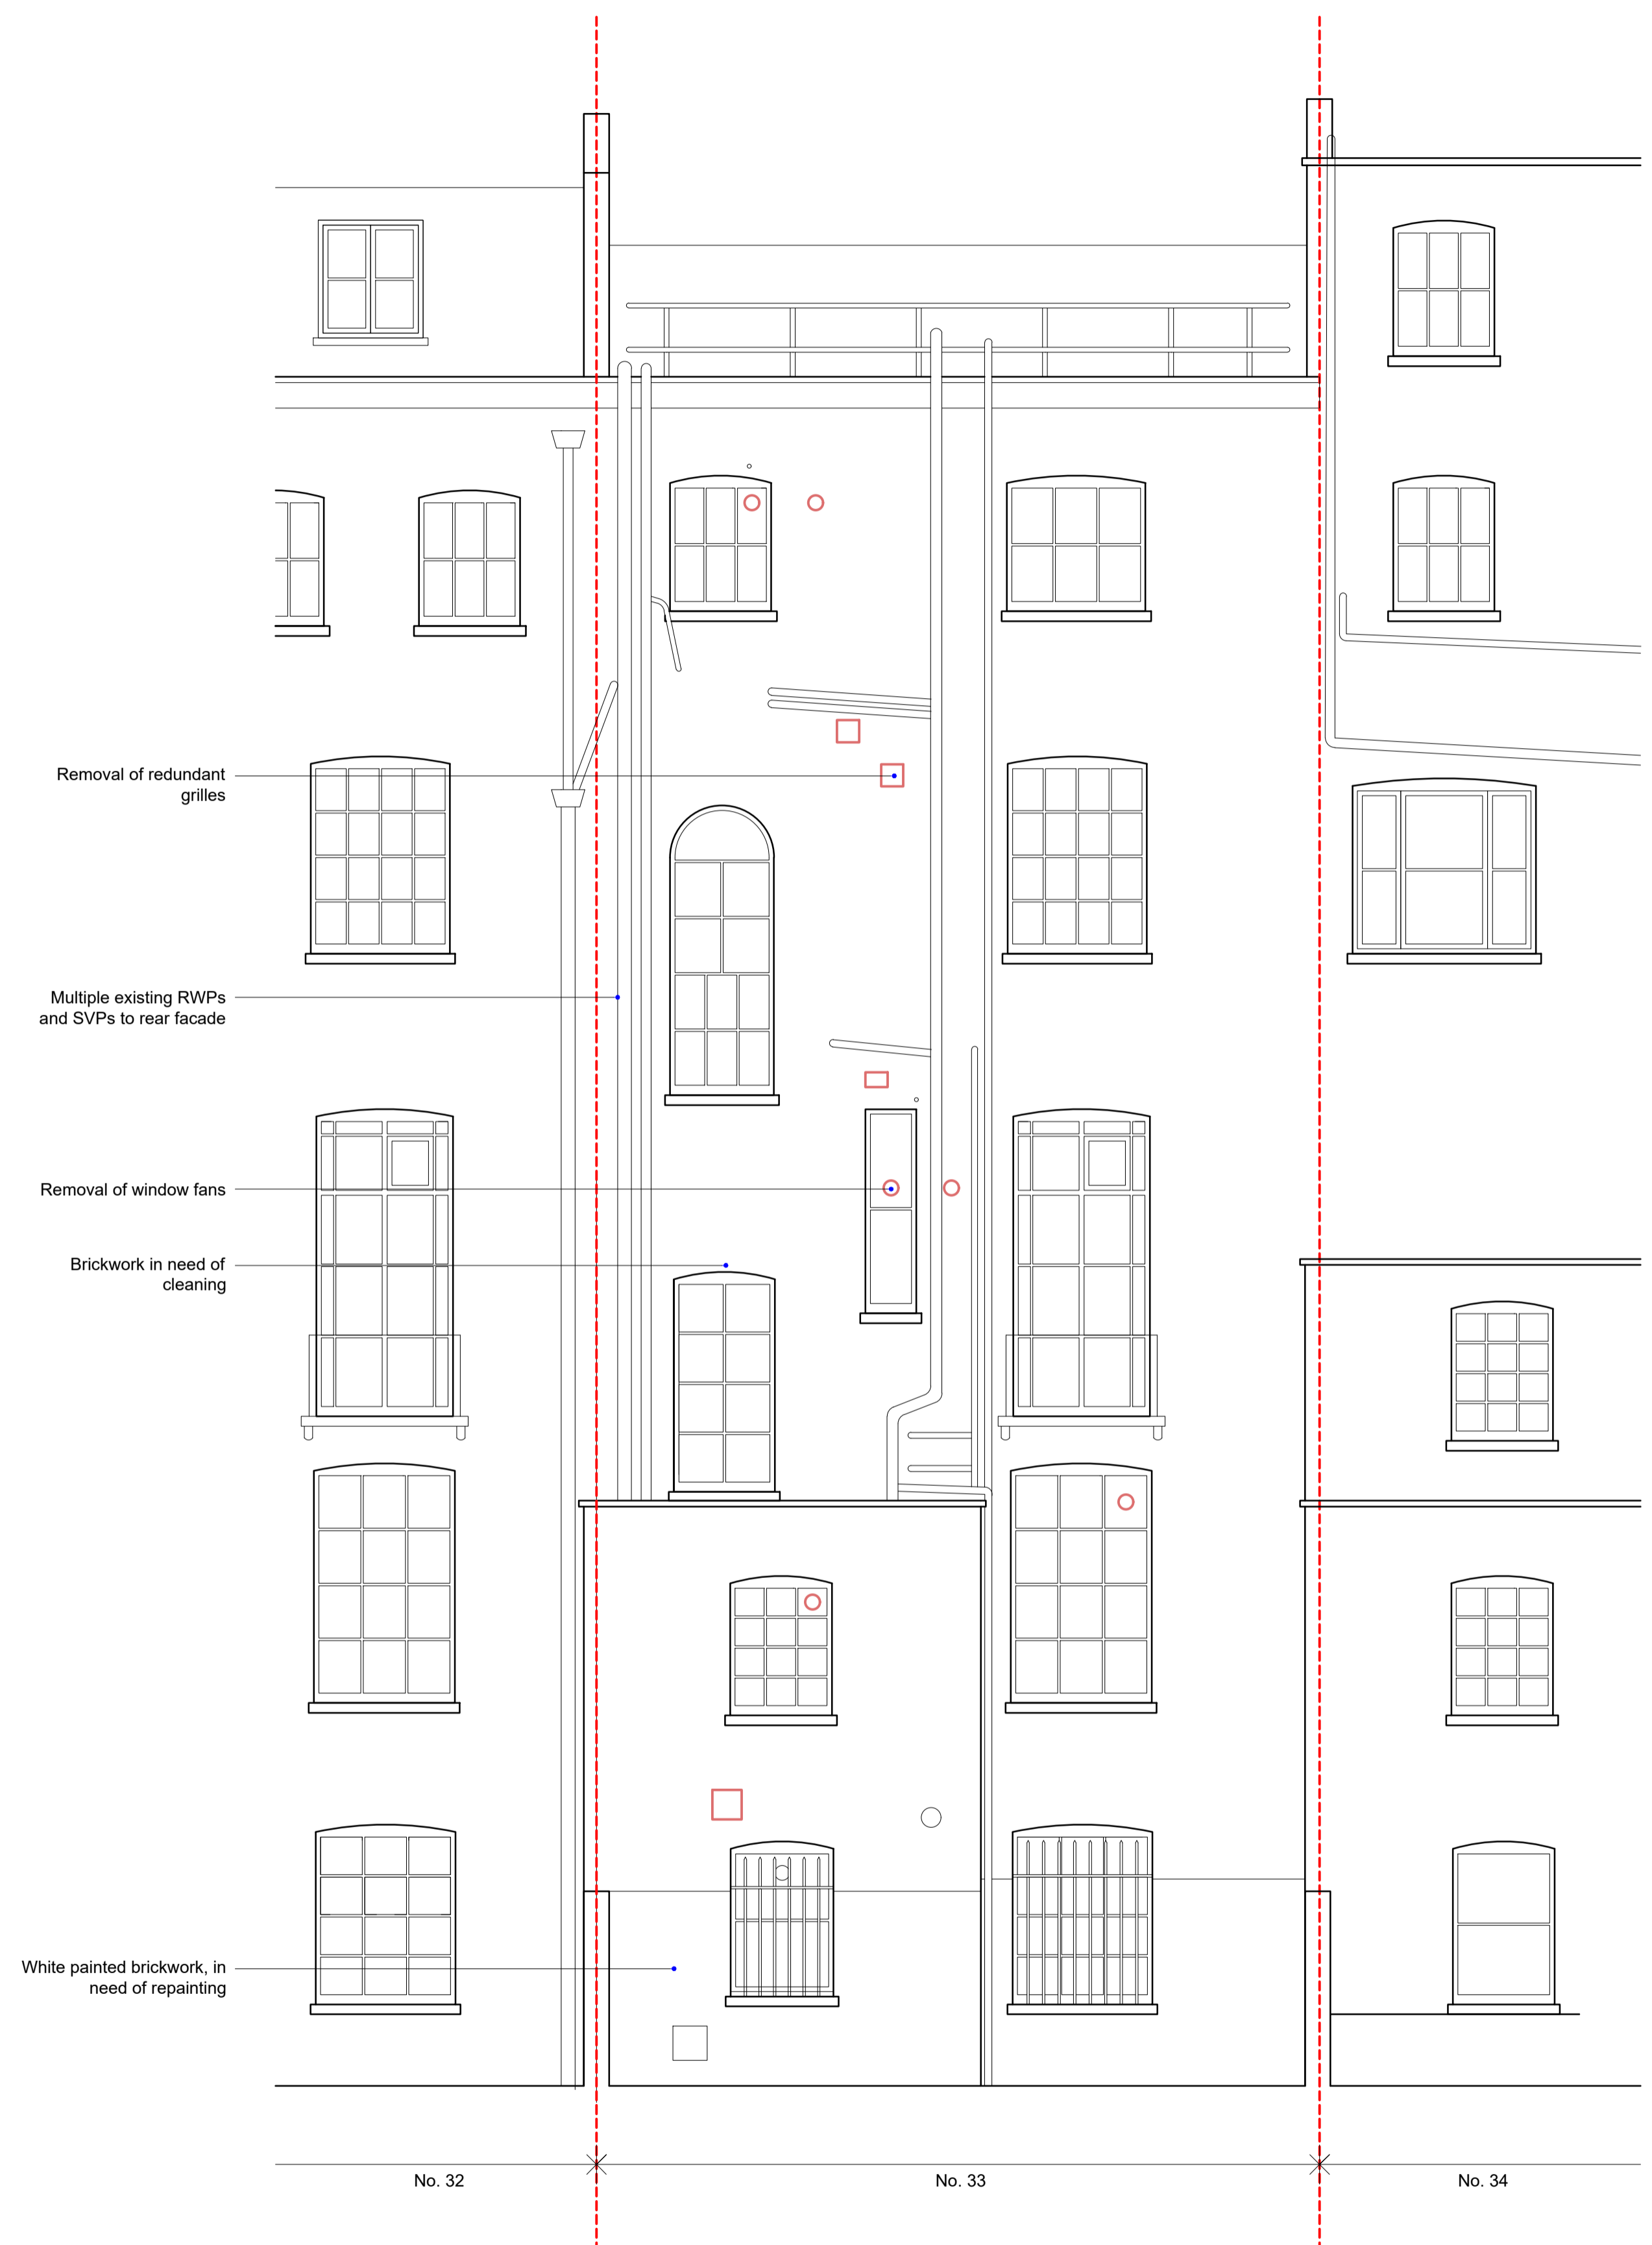 Removal of redundant
grilles
Multiple existing RWPs
and SVPs to rear facade
Removal of window fans
Brickwork in need of
cleaning
White painted brickwork, in
need of repainting
No. 32
No. 33
No. 34